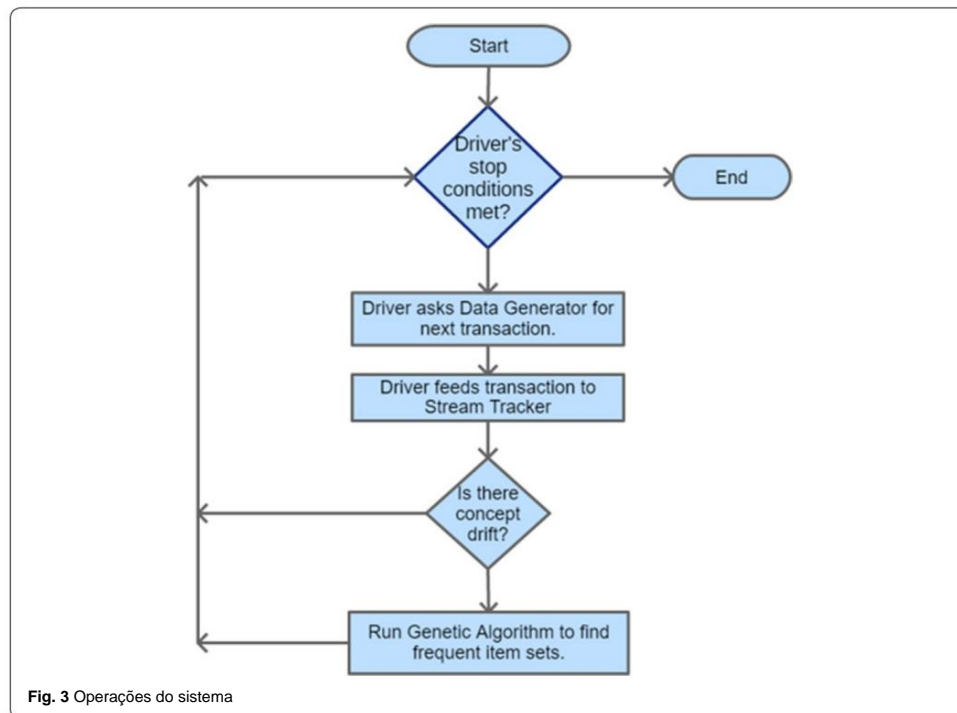 Start
Driver's
stop
conditions
met?
End
Driver asks Data Generator for
next transaction.
Driver feeds transaction to
Stream Tracker
Is there
concept
drift?
Run Genetic Algorithm to find
frequent item sets.
Fig. 3 Operações do sistema